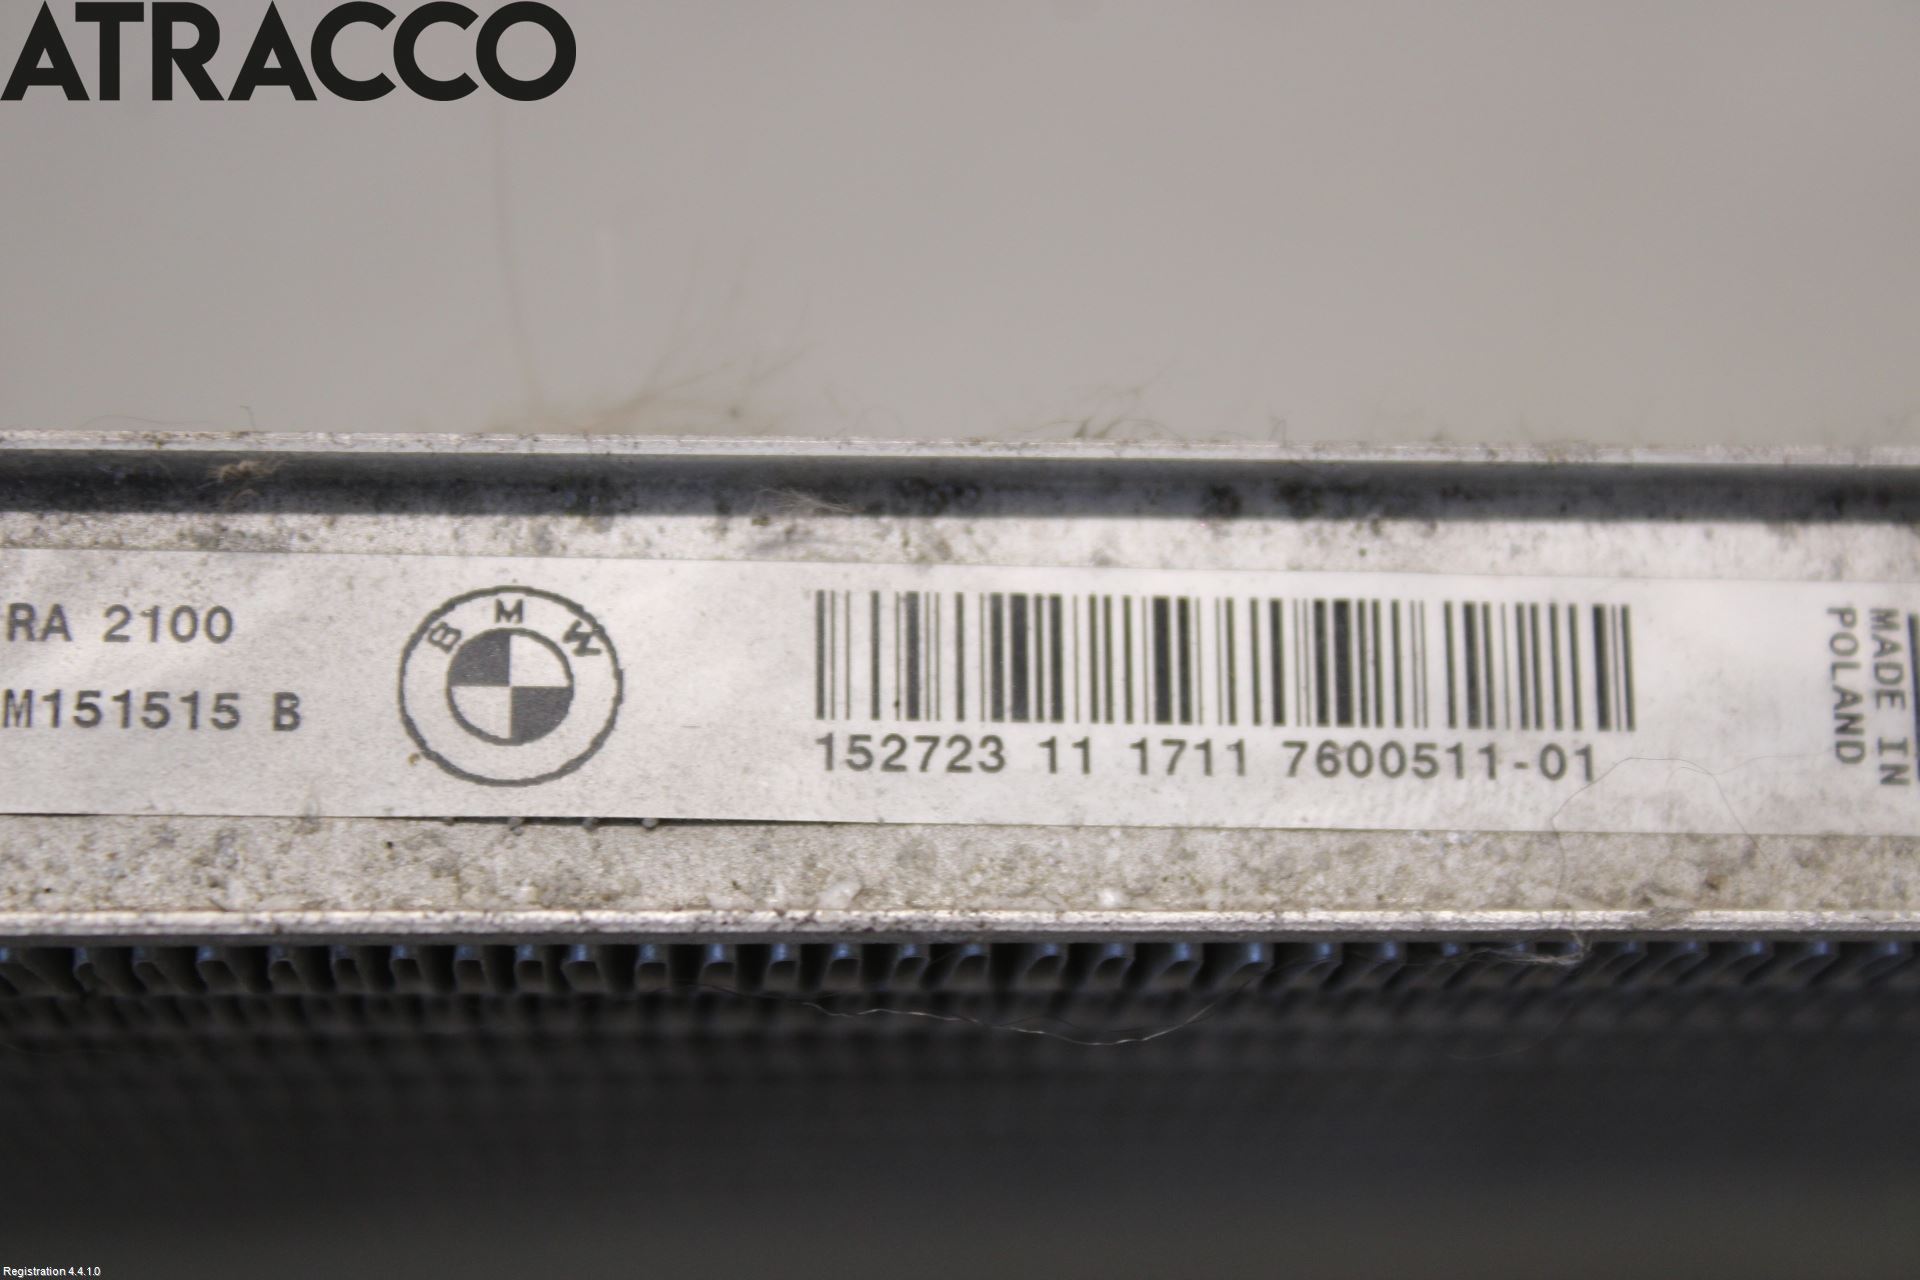 ATRACCO
RA 2100
M151515 B
BMW
152723 11 1711 7600511-01
MADE IN
POLAND
Registration 4.4.1.0